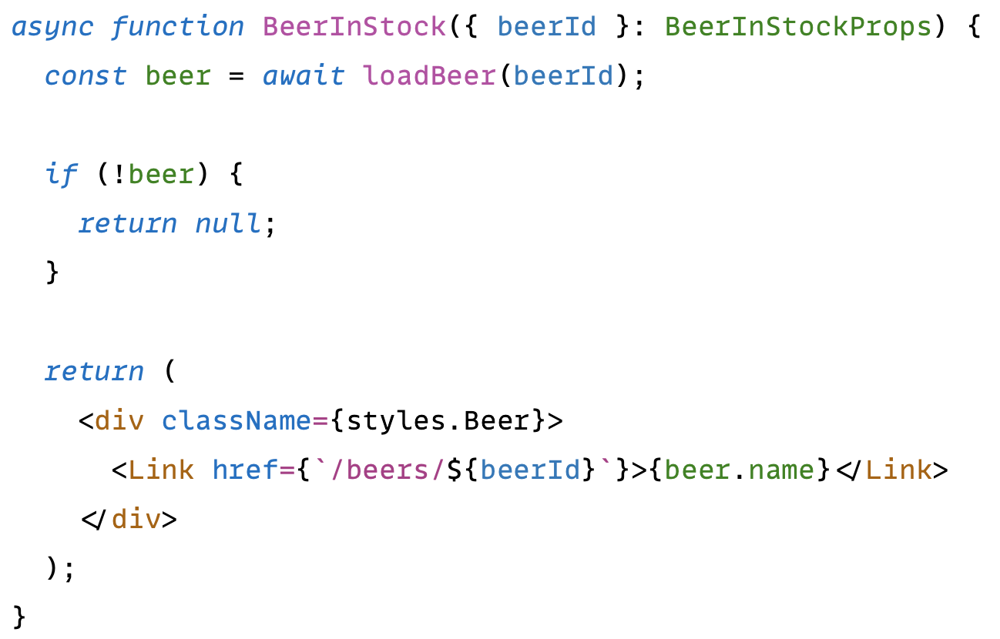 async function BeerInStock({ beerId }: BeerInStockProps) {
  const beer = await loadBeer(beerId);

  if (!beer) {
    return null;
  }

  return (
    <div className={styles.Beer}>
      <Link href={`/beers/${beerId}`}>{beer.name}</Link>
    </div>
  );
}